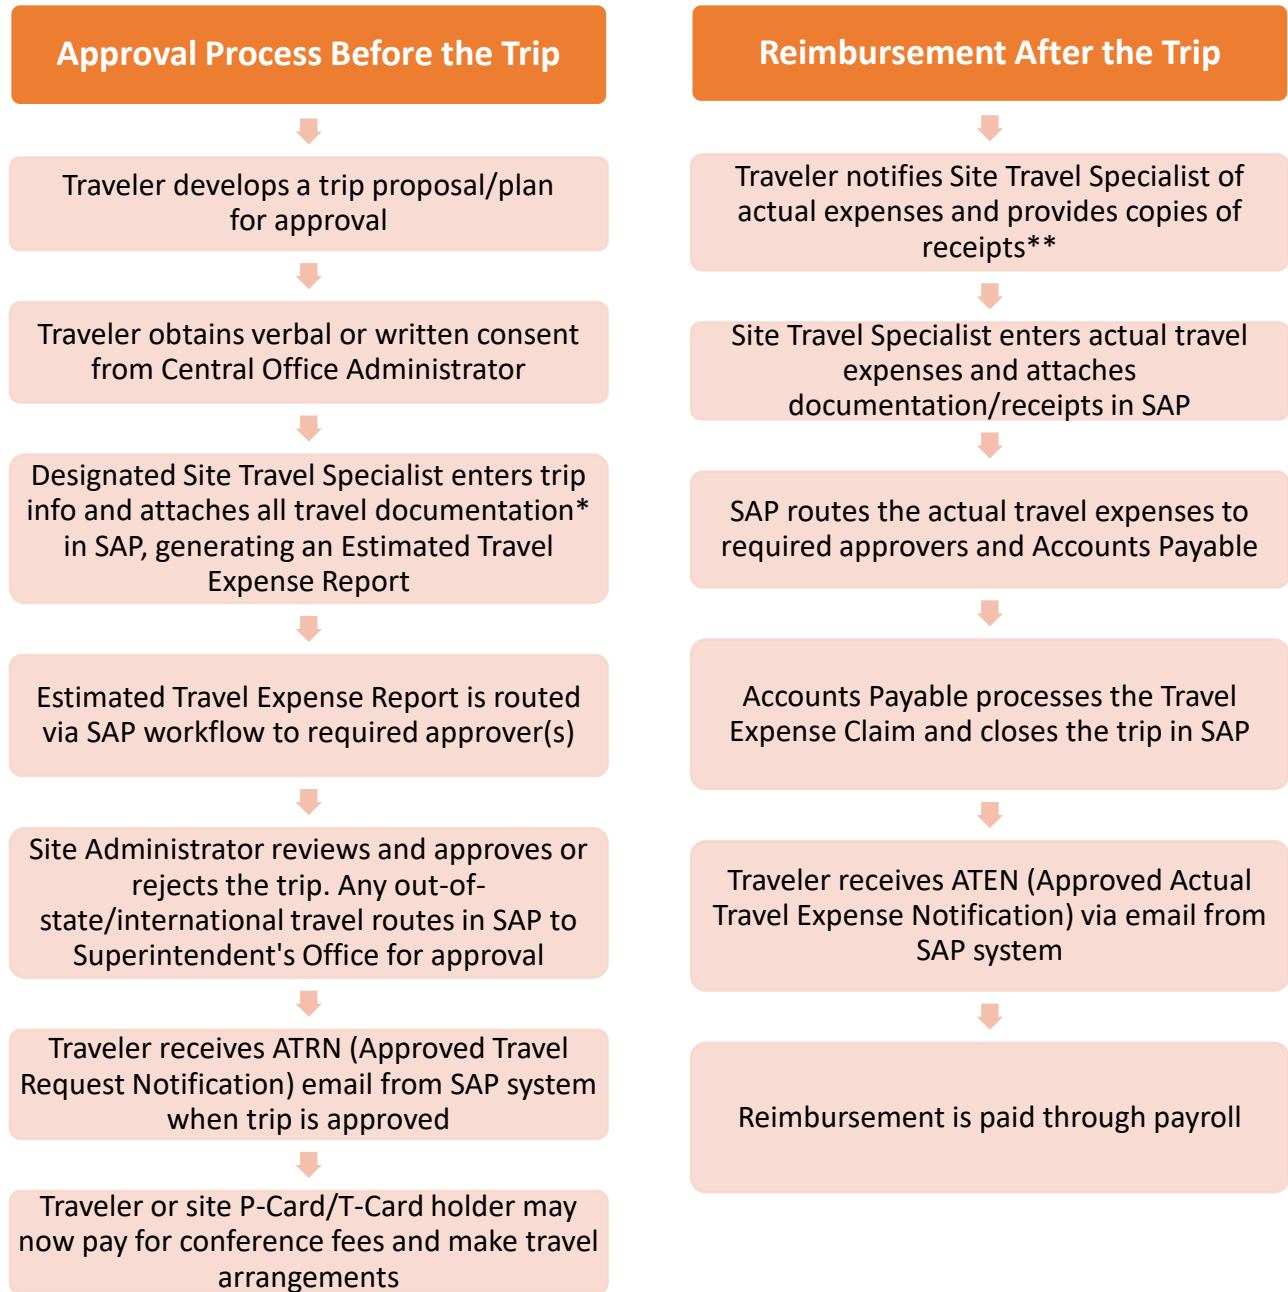 Approval Process Before the Trip
Traveler develops a trip proposal/plan
for approval
Traveler obtains verbal or written consent
from Central Office Administrator
Designated Site Travel Specialist enters trip
info and attaches all travel documentation*
in SAP, generating an Estimated Travel
Expense Report
Estimated Travel Expense Report is routed
via SAP workflow to required approver(s)
Site Administrator reviews and approves or
rejects the trip. Any out-of-
state/international travel routes in SAP to
Superintendent's Office for approval
Traveler receives ATRN (Approved Travel
Request Notification) email from SAP system
when trip is approved
Traveler or site P-Card/T-Card holder may
now pay for conference fees and make travel
arrangements
Reimbursement After the Trip
Traveler notifies Site Travel Specialist of
actual expenses and provides copies of
receipts**
Site Travel Specialist enters actual travel
expenses and attaches
documentation/receipts in SAP
SAP routes the actual travel expenses to
required approvers and Accounts Payable
Accounts Payable processes the Travel
Expense Claim and closes the trip in SAP
Traveler receives ATEN (Approved Actual
Travel Expense Notification) via email from
SAP system
Reimbursement is paid through payroll